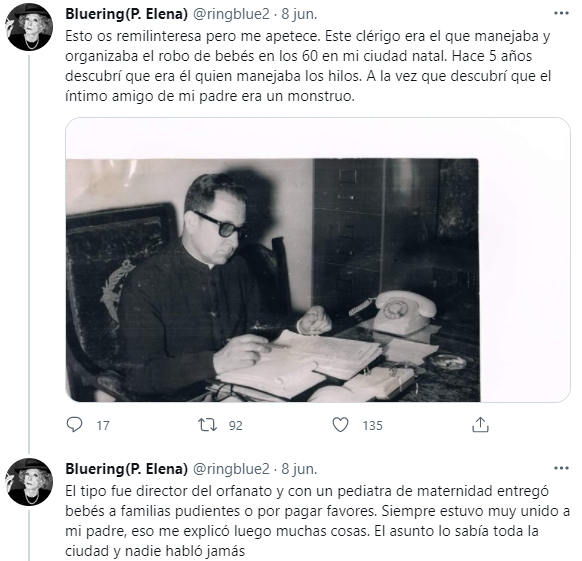 Bluering(P. Elena) @ringblue2 · 8 jun.
Esto os remilinteresa pero me apetece. Este clérigo era el que manejaba y
organizaba el robo de bebés en los 60 en mi ciudad natal. Hace 5 años
descubrí que era él quien manejaba los hilos. A la vez que descubrí que el
íntimo amigo de mi padre era un monstruo.
17 92 135
Bluering(P. Elena) @ringblue2 · 8 jun.
El tipo fue director del orfanato y con un pediatra de maternidad entregó
bebés a familias pudientes o por pagar favores. Siempre estuvo muy unido a
mi padre, eso me explicó luego muchas cosas. El asunto lo sabía toda la
ciudad y nadie habló jamás